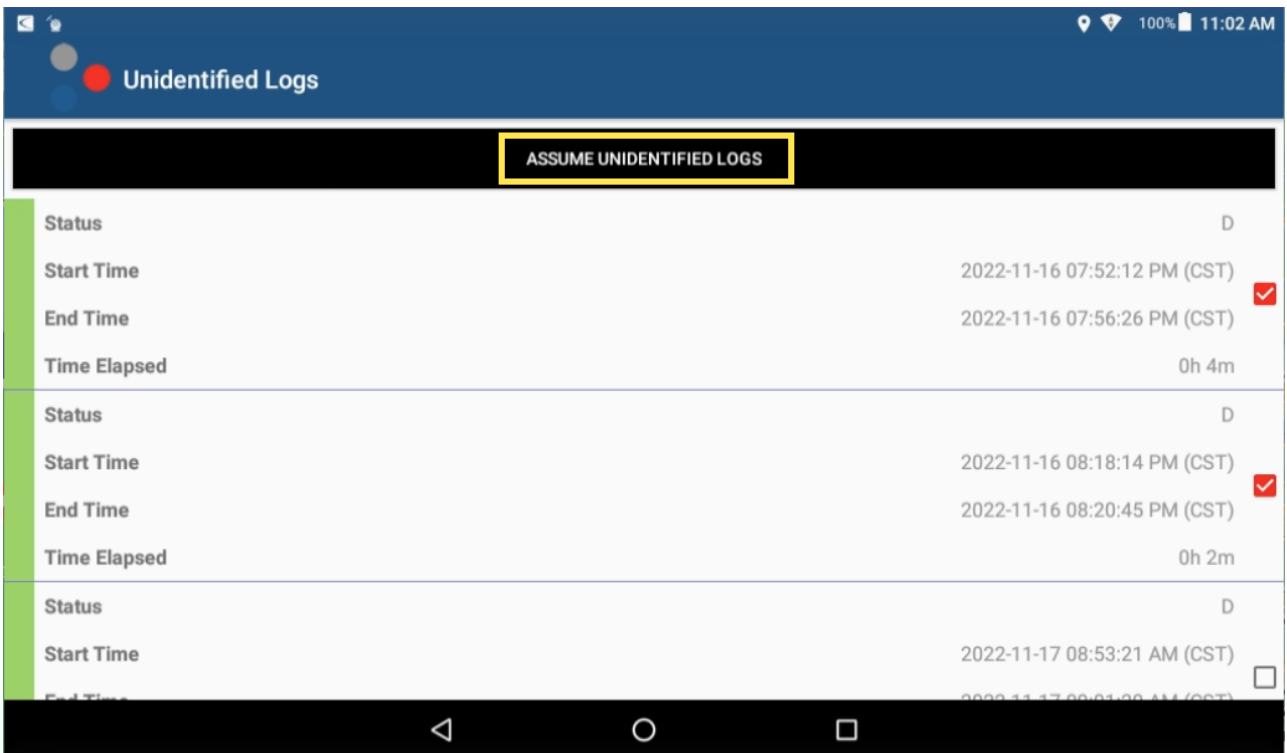 100% 11:02 AM
Unidentified Logs
ASSUME UNIDENTIFIED LOGS
Status D
Start Time 2022-11-16 07:52:12 PM (CST)
End Time 2022-11-16 07:56:26 PM (CST)
Time Elapsed 0h 4m
Status D
Start Time 2022-11-16 08:18:14 PM (CST)
End Time 2022-11-16 08:20:45 PM (CST)
Time Elapsed 0h 2m
Status D
Start Time 2022-11-17 08:53:21 AM (CST)
End Time